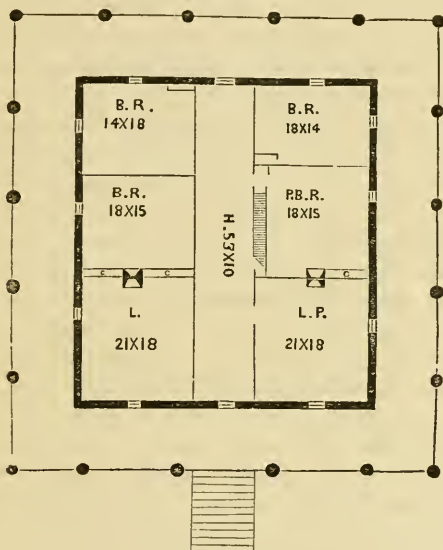 B.R.
14X18
B.R.
18X14
B.R.
18X15
P.B.R.
18X15
H. 53X10
C
C
C
L.
21X18
L.P.
21X18